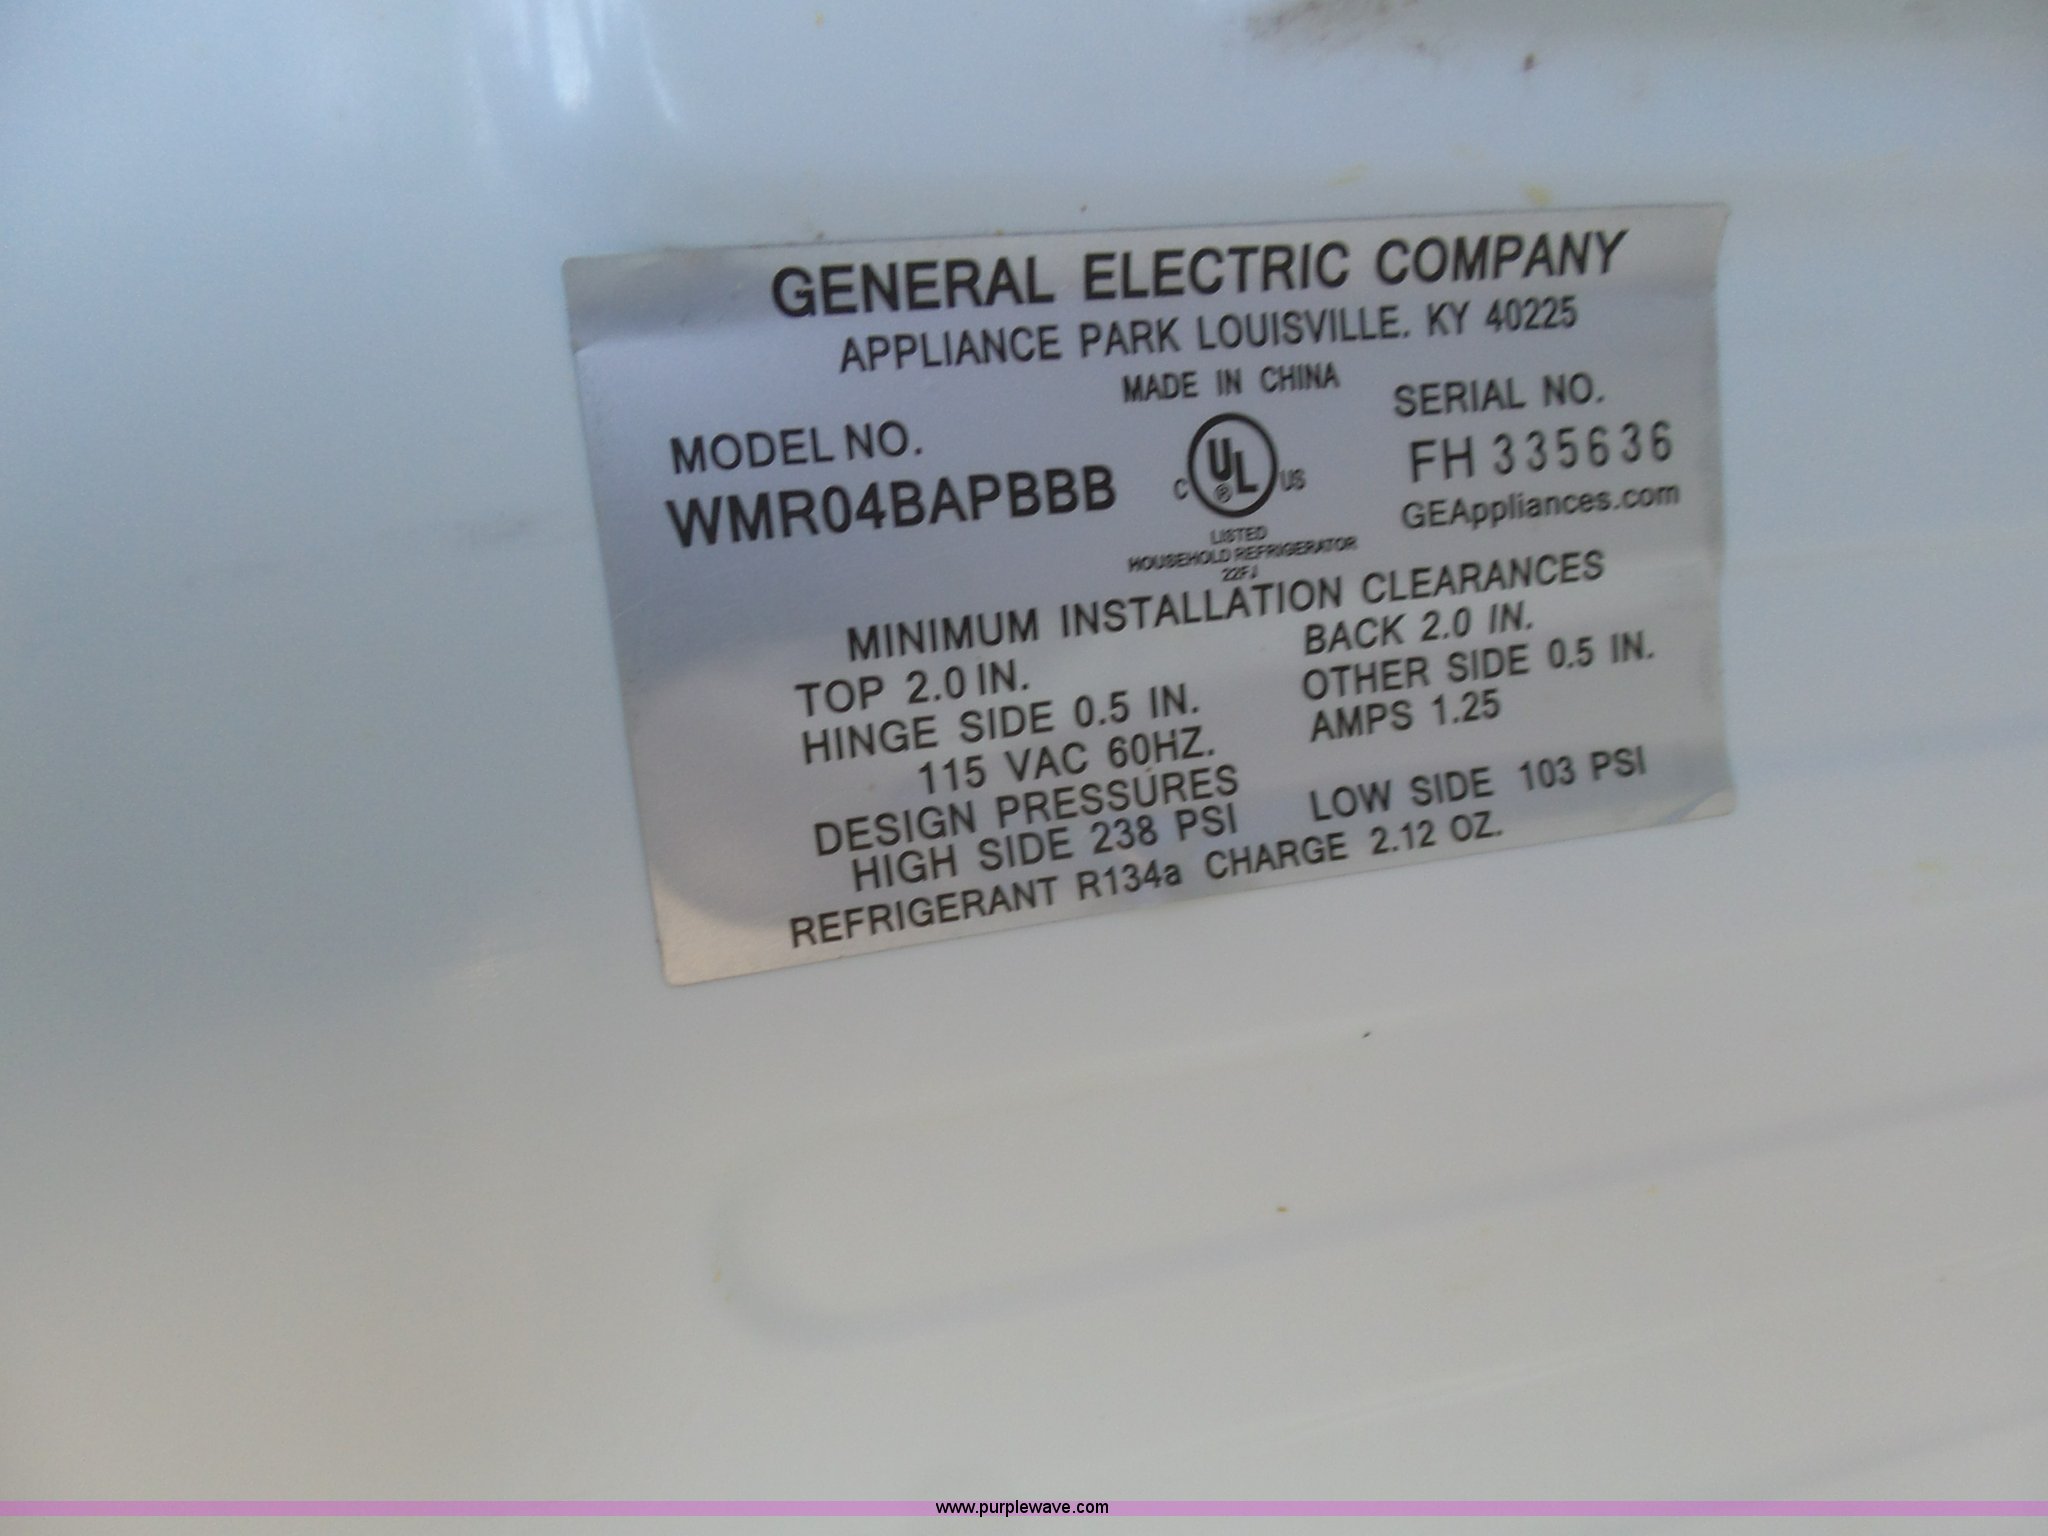 GENERAL ELECTRIC COMPANY
APPLIANCE PARK LOUISVILLE. KY 40225
MADE IN CHINA
MODEL NO.
WMR04BAPBBB
C UL ® US
LISTED
HOUSEHOLD REFRIGERATOR
22FJ
SERIAL NO.
FH 335636
GEAppliances.com
MINIMUM INSTALLATION CLEARANCES
TOP 2.0 IN. BACK 2.0 IN.
HINGE SIDE 0.5 IN. OTHER SIDE 0.5 IN.
115 VAC 60HZ. AMPS 1.25
DESIGN PRESSURES
HIGH SIDE 238 PSI LOW SIDE 103 PSI
REFRIGERANT R134a CHARGE 2.12 OZ.
www.purplewave.com